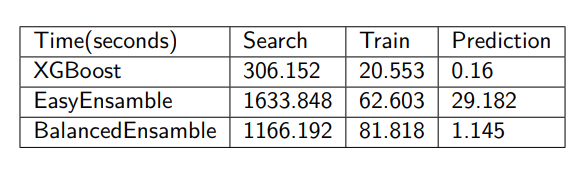 Time(seconds) Search Train Prediction
XGBoost 306.152 20.553 0.16
EasyEnsamble 1633.848 62.603 29.182
BalancedEnsamble 1166.192 81.818 1.145